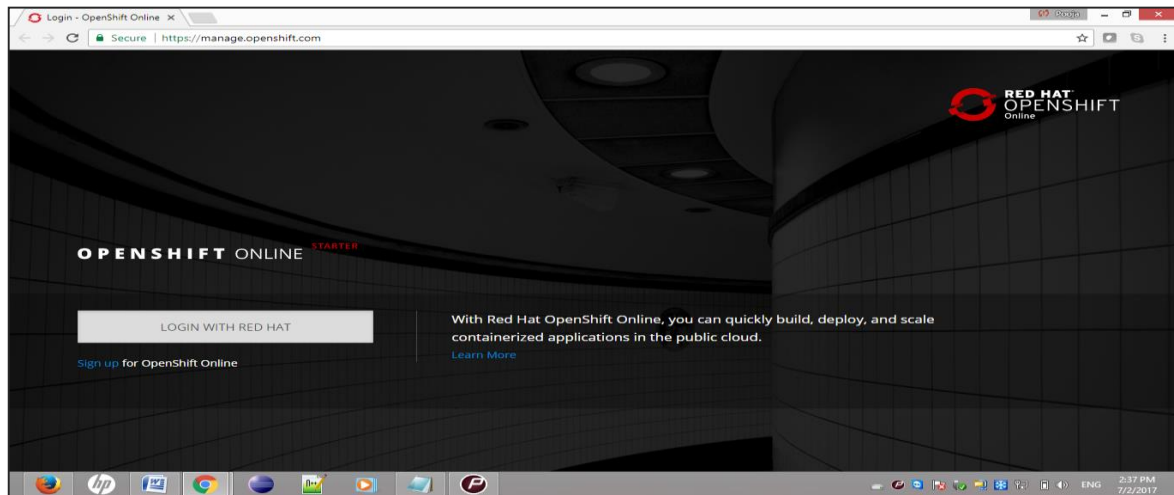 Login - OpenShift Online
Pooja
Secure | https://manage.openshift.com
RED HAT
OPENSHIFT
Online
OPENSHIFT ONLINE STARTER
LOGIN WITH RED HAT
Sign up for OpenShift Online
With Red Hat OpenShift Online, you can quickly build, deploy, and scale
containerized applications in the public cloud.
Learn More
hp
ENG
2:37 PM
7/2/2017